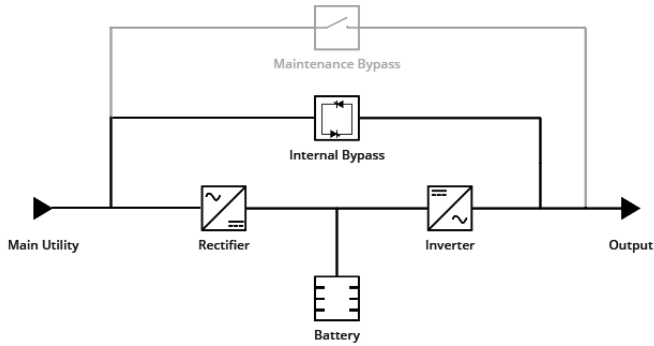 Maintenance Bypass
Internal Bypass
Main Utility
Rectifier
Inverter
Output
Battery